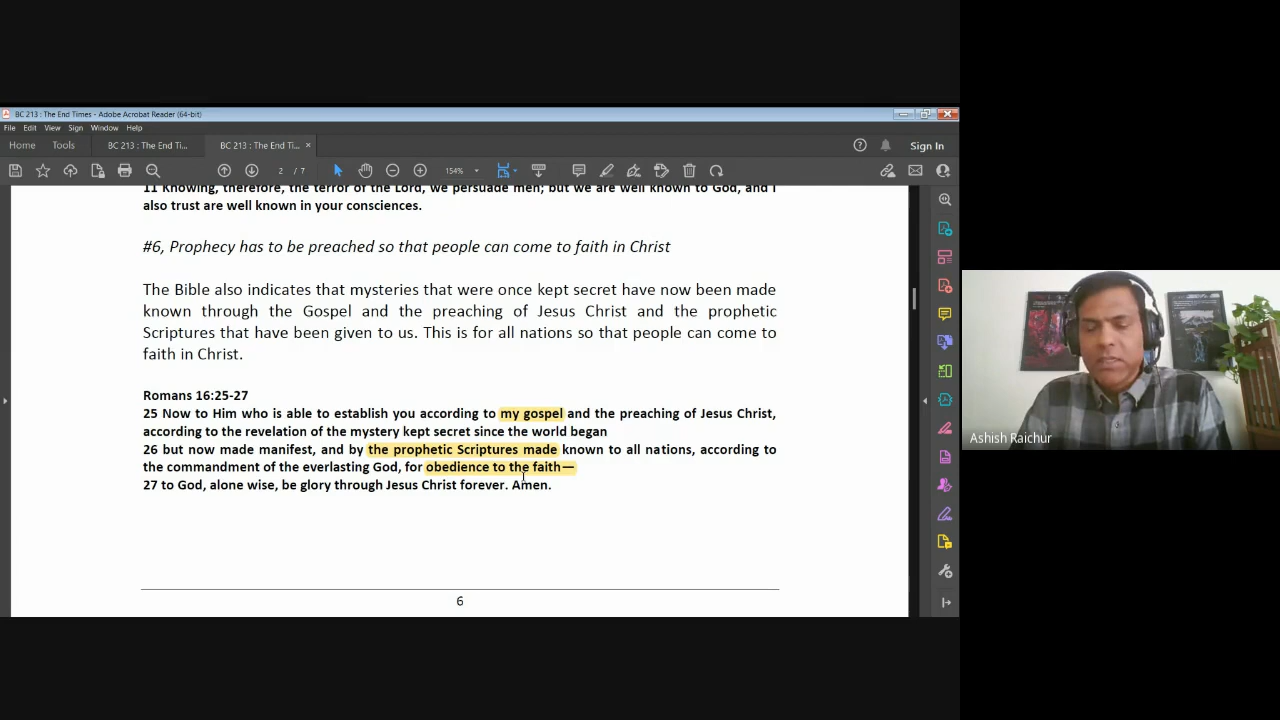 BC 213 : The End Times - Adobe Acrobat Reader (64-bit)
File Edit View Sign Window Help
Home Tools BC 213 : The End Ti... BC 213 : The End Ti... × Sign In
2 / 7 154%
11 Knowing, therefore, the terror of the Lord, we persuade men; but we are well known to God, and I
also trust are well known in your consciences.
#6, Prophecy has to be preached so that people can come to faith in Christ
The Bible also indicates that mysteries that were once kept secret have now been made
known through the Gospel and the preaching of Jesus Christ and the prophetic
Scriptures that have been given to us. This is for all nations so that people can come to
faith in Christ.
Romans 16:25-27
25 Now to Him who is able to establish you according to my gospel and the preaching of Jesus Christ,
according to the revelation of the mystery kept secret since the world began
26 but now made manifest, and by the prophetic Scriptures made known to all nations, according to
the commandment of the everlasting God, for obedience to the faith—
27 to God, alone wise, be glory through Jesus Christ forever. Amen.
6
Ashish Raichur